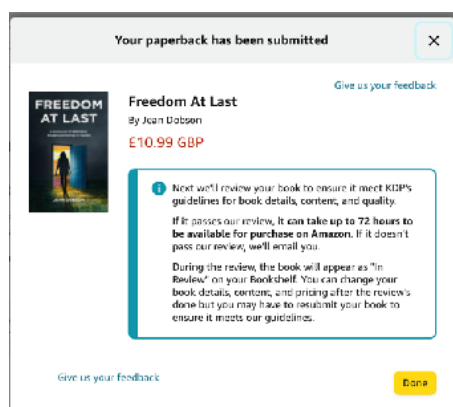 Your paperback has been submitted
Give us your feedback
FREEDOM
AT LAST
Freedom At Last
By Jean Dobson
£10.99 GBP
Next we'll review your book to ensure it meet KDP's
guidelines for book details, content, and quality.
If it passes our review, it can take up to 72 hours to
be available for purchase on Amazon. If it doesn't
pass our review, we'll email you.
During the review, the book will appear as "In
Review" on your Bookshelf. You can change your
book details, content, and pricing after the review's
done but you may have to resubmit your book to
ensure it meets our guidelines.
Give us your feedback
Done